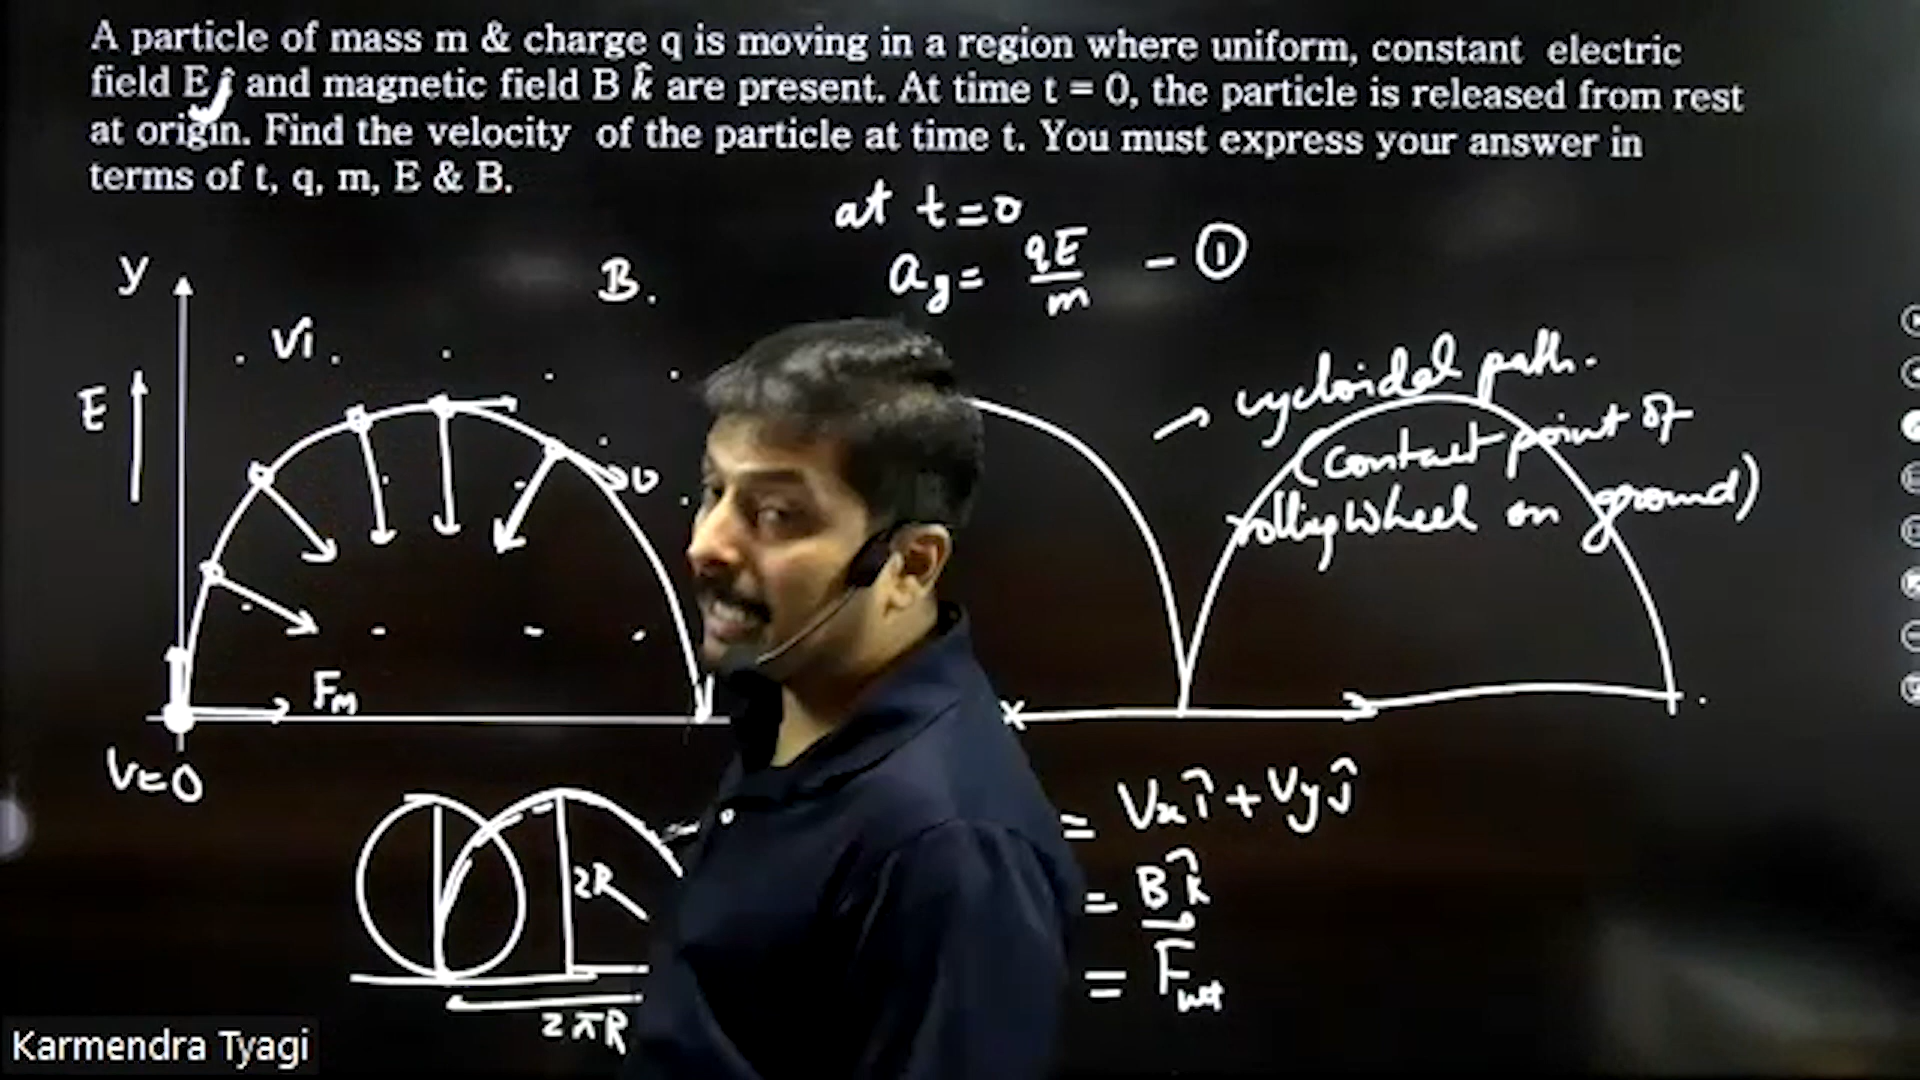 A particle of mass m & charge q is moving in a region where uniform, constant electric
field E ĵ and magnetic field B k̂ are present. At time t = 0, the particle is released from rest
at origin. Find the velocity of the particle at time t. You must express your answer in
terms of t, q, m, E & B.
at t=0
a_y = qE/m - ①
y
B.
Vi
E
→ cycloidal path.
(contact point of
rolling wheel on ground)
υ
F_M
V=0
x
= Vx î + Vy ĵ
= B k̂
2R
= F_net
2πR
Karmendra Tyagi